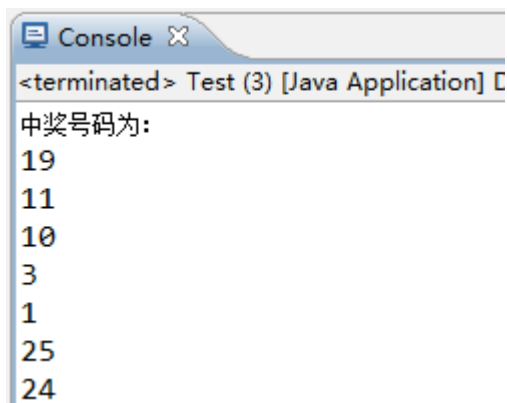 Console
<terminated> Test (3) [Java Application] D
中奖号码为：
19
11
10
3
1
25
24